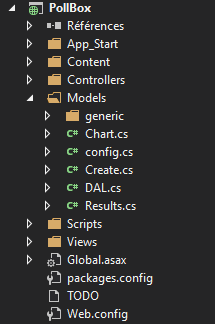 PollBox
Références
App_Start
Content
Controllers
Models
generic
Chart.cs
config.cs
Create.cs
DAL.cs
Results.cs
Scripts
Views
Global.asax
packages.config
TODO
Web.config